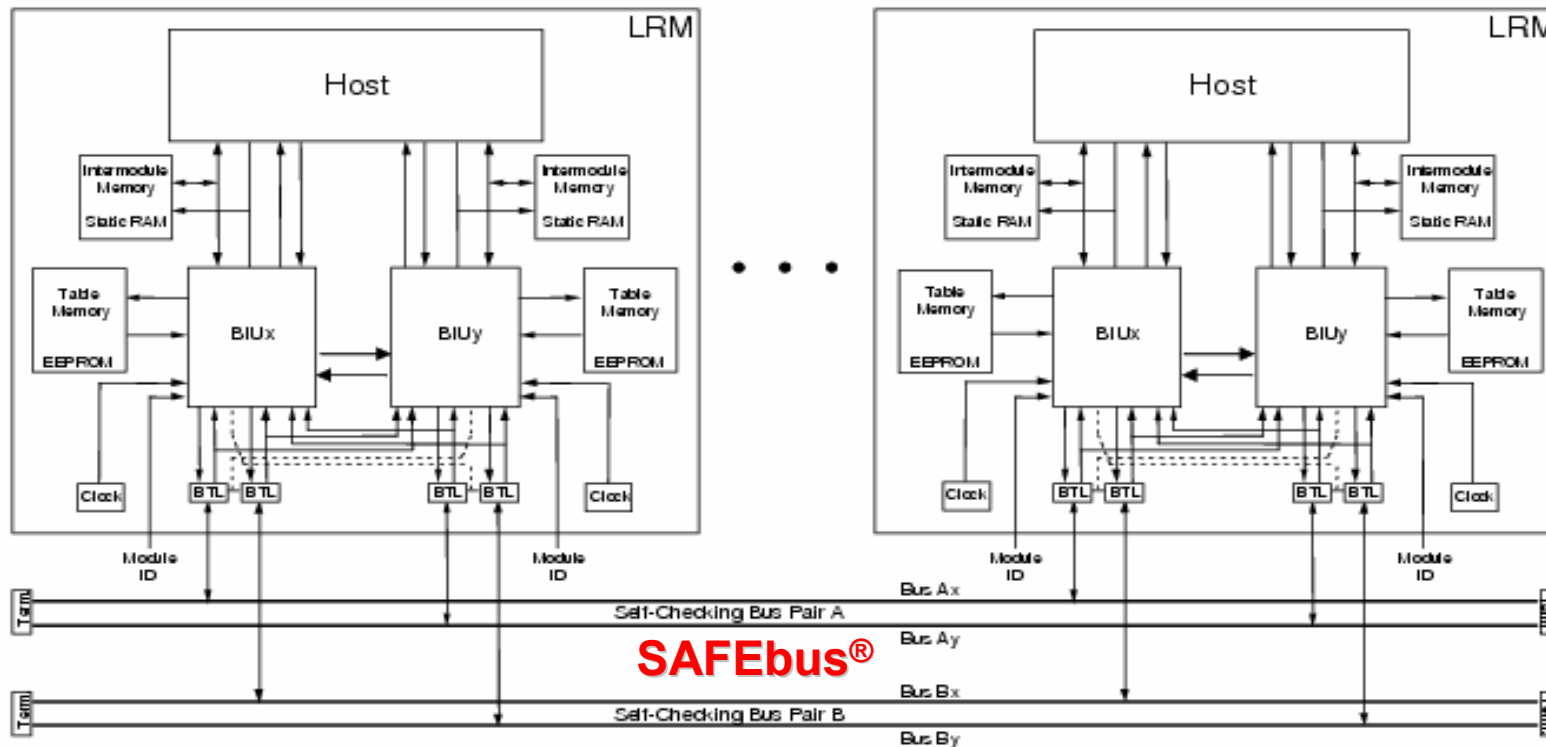 LRM
Host
Intermodule
Memory
Static RAM
Intermodule
Memory
Static RAM
Table
Memory
EEPROM
BIUx
BIUy
Table
Memory
EEPROM
Clock
BTL
BTL
BTL
BTL
Clock
Module
ID
Module
ID
LRM
Host
Intermodule
Memory
Static RAM
Intermodule
Memory
Static RAM
Table
Memory
EEPROM
BIUx
BIUy
Table
Memory
EEPROM
Clock
BTL
BTL
BTL
BTL
Clock
Module
ID
Module
ID
Term
Bus Ax
Self-Checking Bus Pair A
Bus Ay
SAFEbus®
Term
Bus Bx
Self-Checking Bus Pair B
Bus By